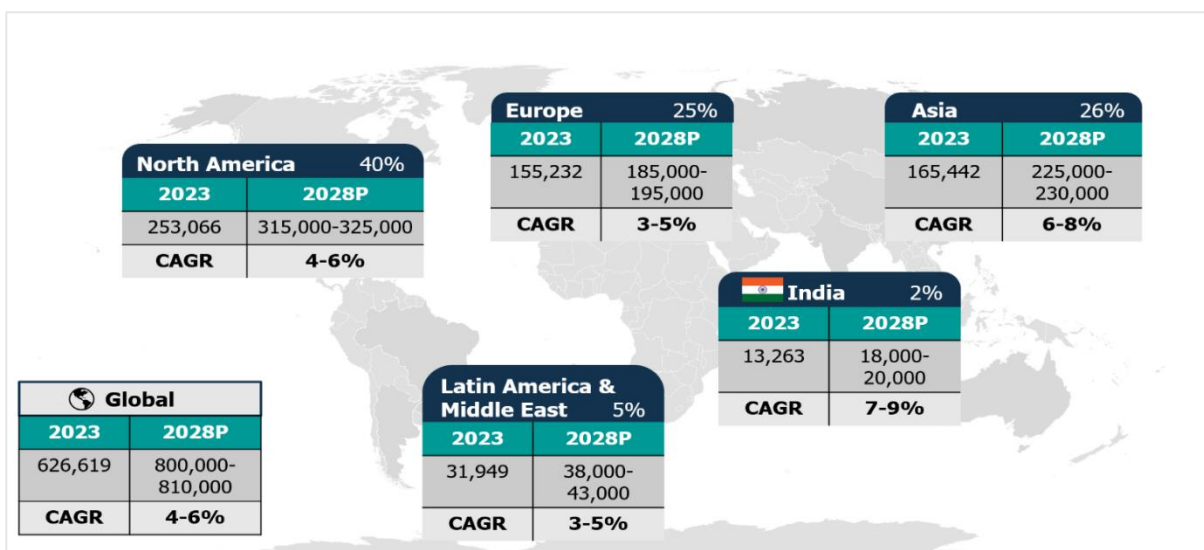 North America 40%
2023 2028P
253,066 315,000-325,000
CAGR 4-6%
Europe 25%
2023 2028P
155,232 185,000-
195,000
CAGR 3-5%
Asia 26%
2023 2028P
165,442 225,000-
230,000
CAGR 6-8%
India 2%
2023 2028P
13,263 18,000-
20,000
CAGR 7-9%
Global
2023 2028P
626,619 800,000-
810,000
CAGR 4-6%
Latin America &
Middle East 5%
2023 2028P
31,949 38,000-
43,000
CAGR 3-5%